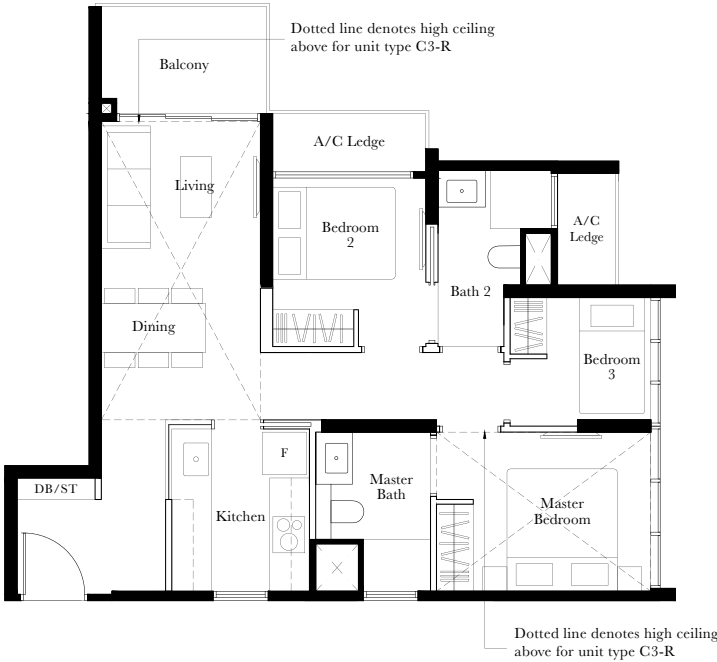 Dotted line denotes high ceiling
above for unit type C3-R
Balcony
A/C Ledge
Living
Bedroom
2
A/C
Ledge
Bath 2
Dining
Bedroom
3
F
DB/ST
Master
Bath
Kitchen
Master
Bedroom
Dotted line denotes high ceiling
above for unit type C3-R